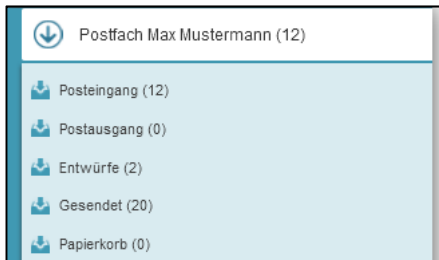 Postfach Max Mustermann (12)
Posteingang (12)
Postausgang (0)
Entwürfe (2)
Gesendet (20)
Papierkorb (0)